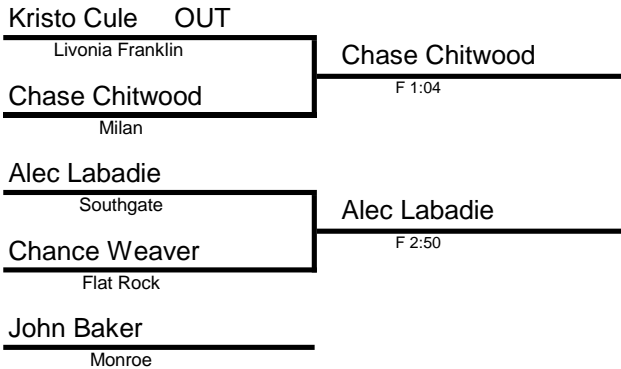 Kristo Cule OUT
Livonia Franklin
Chase Chitwood
F 1:04
Chase Chitwood
Milan
Alec Labadie
Southgate
Alec Labadie
F 2:50
Chance Weaver
Flat Rock
John Baker
Monroe